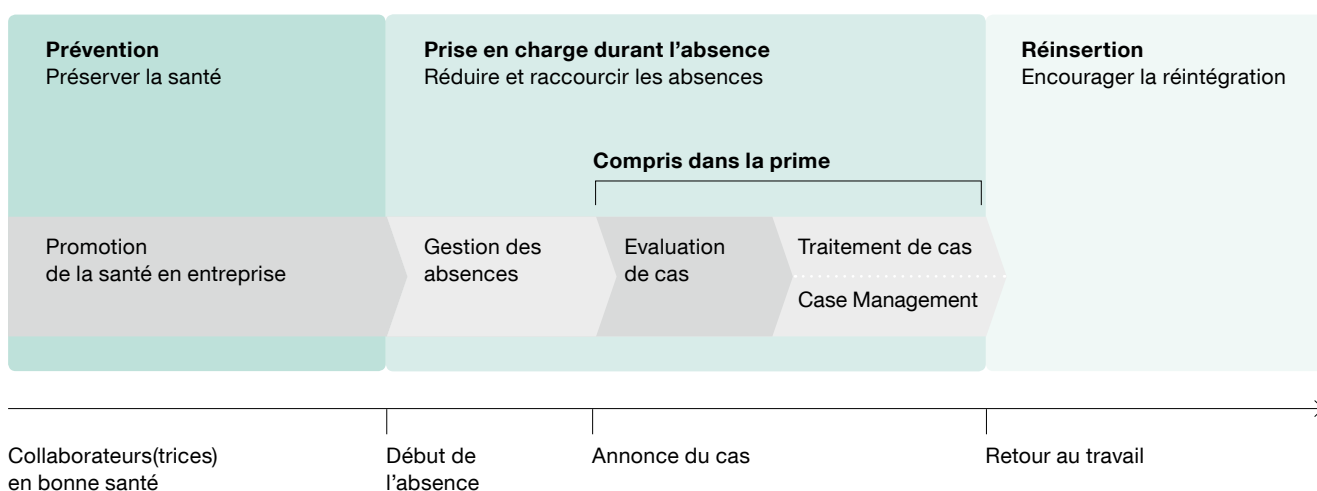 Prévention
Préserver la santé
Prise en charge durant l’absence
Réduire et raccourcir les absences
Réinsertion
Encourager la réintégration
Compris dans la prime
Promotion
de la santé en entreprise
Gestion des
absences
Evaluation
de cas
Traitement de cas
Case Management
Collaborateurs(trices)
en bonne santé
Début de
l’absence
Annonce du cas
Retour au travail